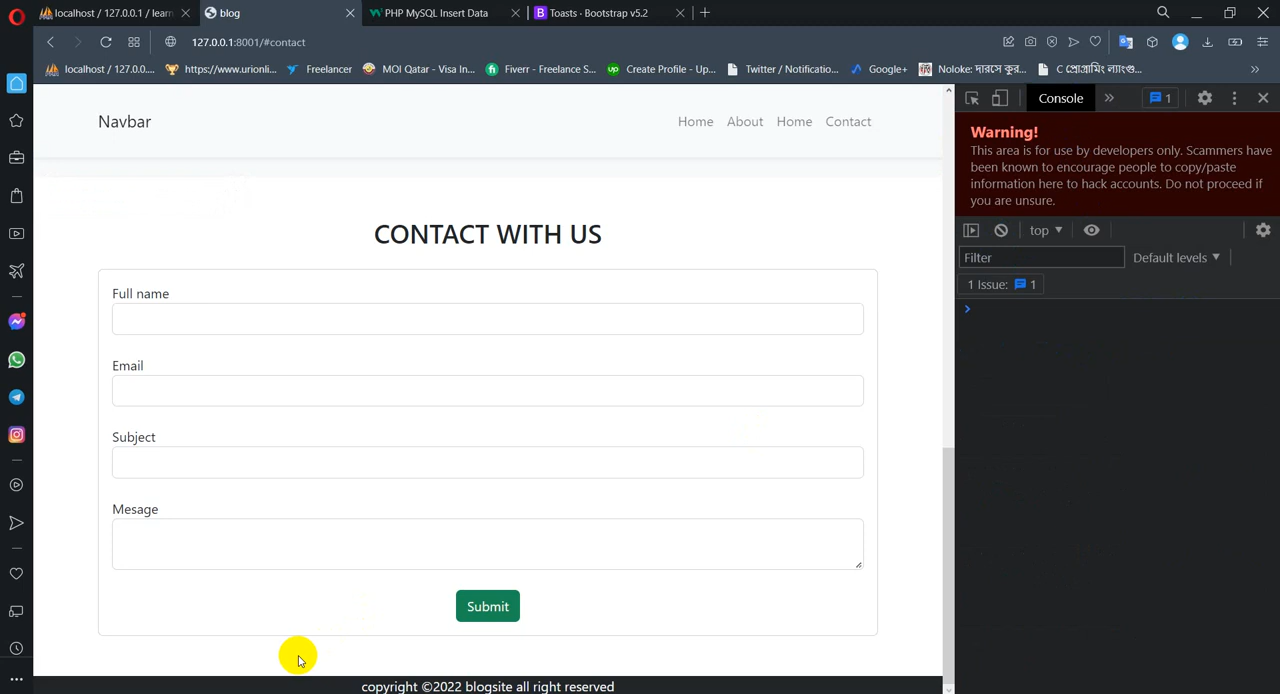 localhost / 127.0.0.1 / learn
blog
PHP MySQL Insert Data
B Toasts · Bootstrap v5.2
127.0.0.1:8001/#contact
localhost / 127.0.0....
https://www.urionli...
Freelancer
MOI Qatar - Visa In...
fi Fiverr - Freelance S...
up Create Profile - Up...
Twitter / Notificatio...
Google+
Noloke: দারসে কুর...
C প্রোগ্রামিং ল্যাংগু...
Navbar
Home
About
Home
Contact
CONTACT WITH US
Full name
Email
Subject
Mesage
Submit
copyright ©2022 blogsite all right reserved
Console
1
Warning!
This area is for use by developers only. Scammers have
been known to encourage people to copy/paste
information here to hack accounts. Do not proceed if
you are unsure.
top
Filter
Default levels
1 Issue: 1